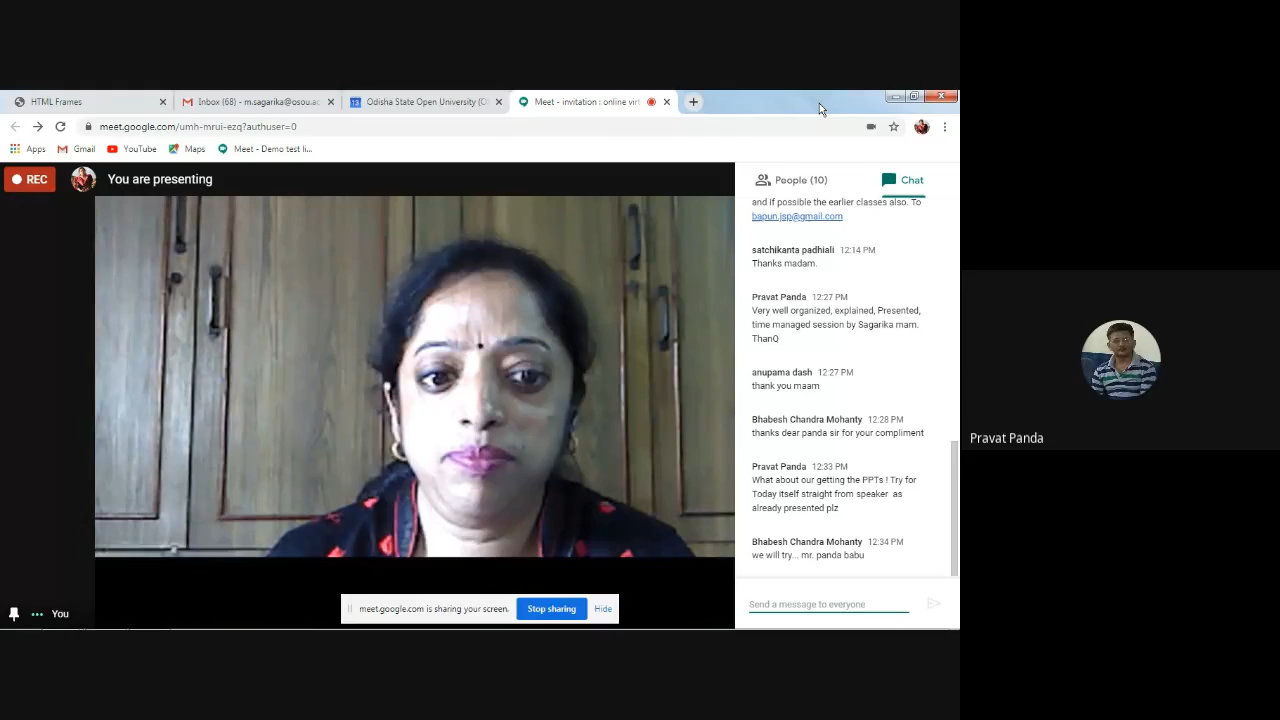 HTML Frames
Inbox (68) - m.sagarika@osou.ac
Odisha State Open University (O
Meet - invitation : online virt
meet.google.com/umh-mrui-ezq?authuser=0
Apps
Gmail
YouTube
Maps
Meet - Demo test li...
REC
You are presenting
People (10)
Chat
and if possible the earlier classes also. To
bapun.jsp@gmail.com
satchikanta padhiali 12:14 PM
Thanks madam.
Pravat Panda 12:27 PM
Very well organized, explained, Presented,
time managed session by Sagarika mam.
ThanQ
anupama dash 12:27 PM
thank you maam
Bhabesh Chandra Mohanty 12:28 PM
thanks dear panda sir for your compliment
Pravat Panda 12:33 PM
What about our getting the PPTs ! Try for
Today itself straight from speaker as
already presented plz
Bhabesh Chandra Mohanty 12:34 PM
we will try... mr. panda babu
Send a message to everyone
You
meet.google.com is sharing your screen.
Stop sharing
Hide
Pravat Panda